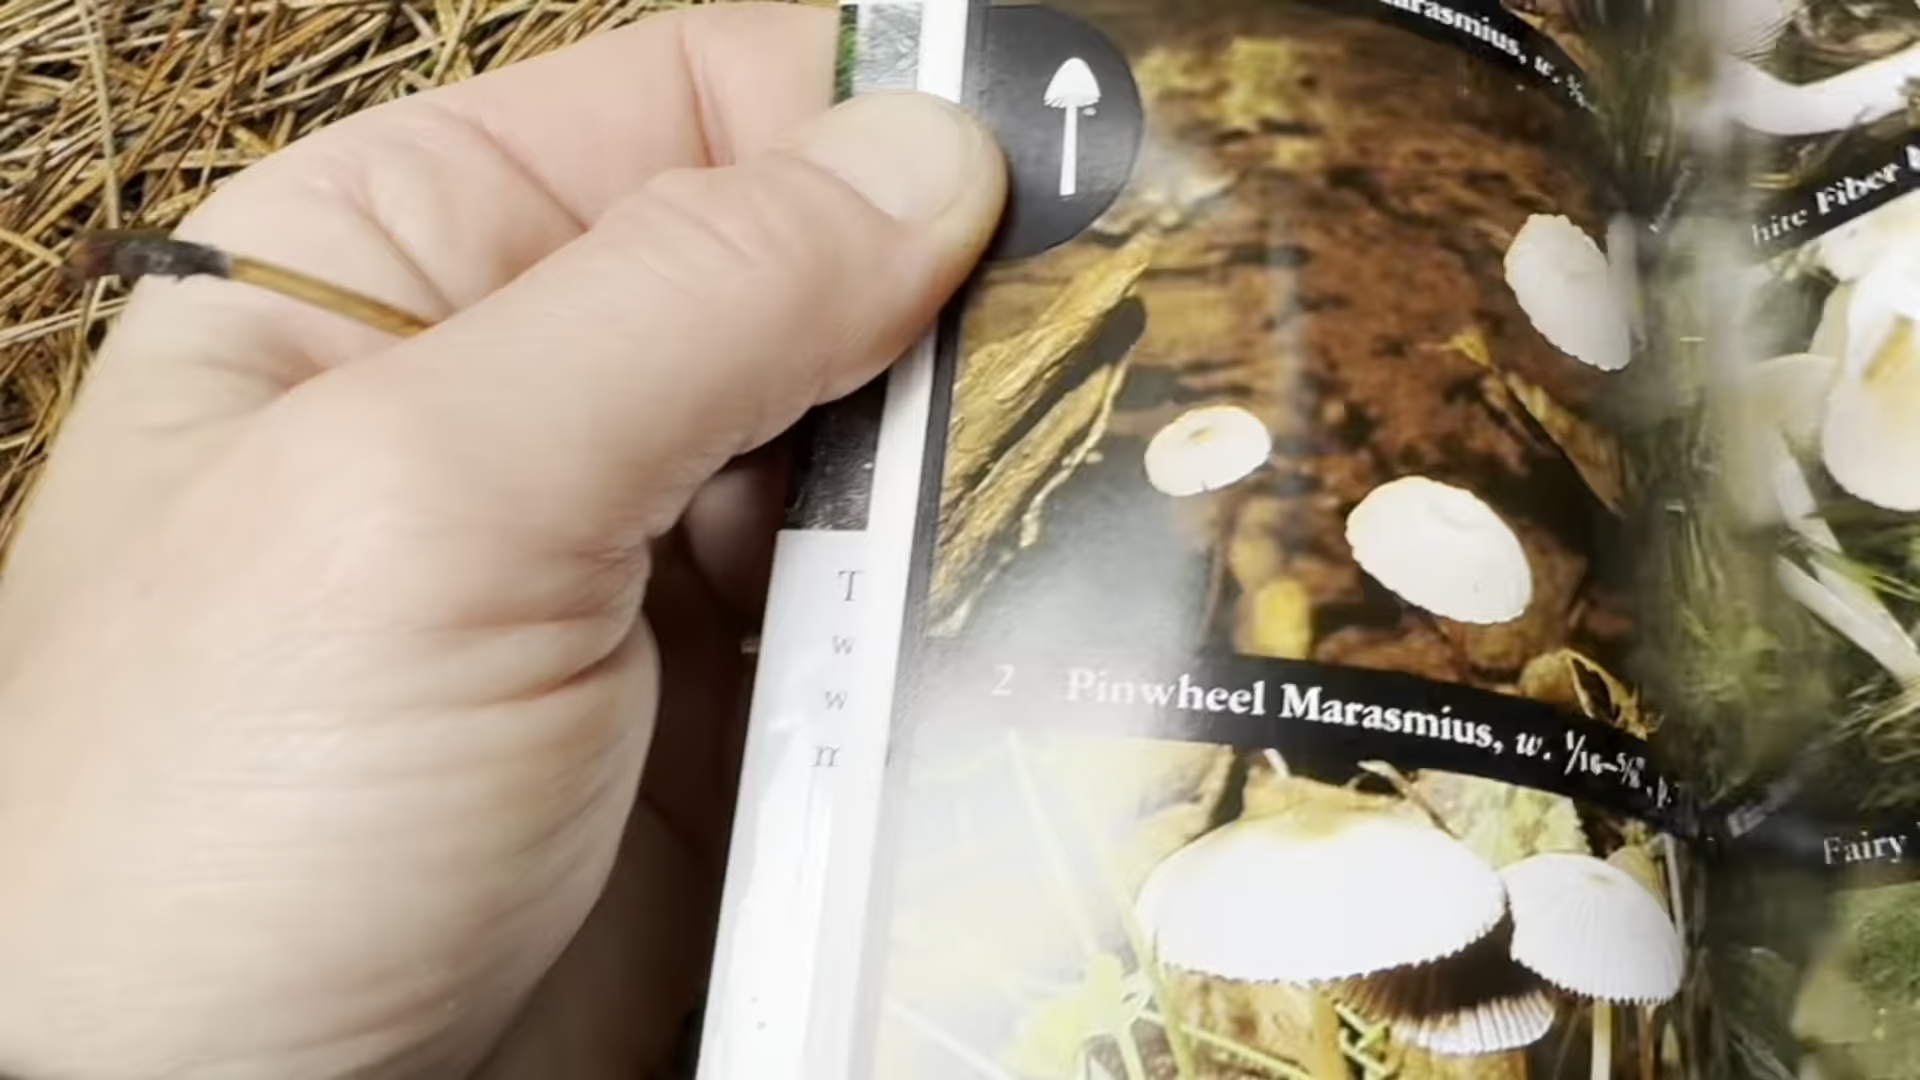 arasmius, w.
hite Fiber
T
w
w
m
2 Pinwheel Marasmius, w. 1/16–5/8", p.
Fairy